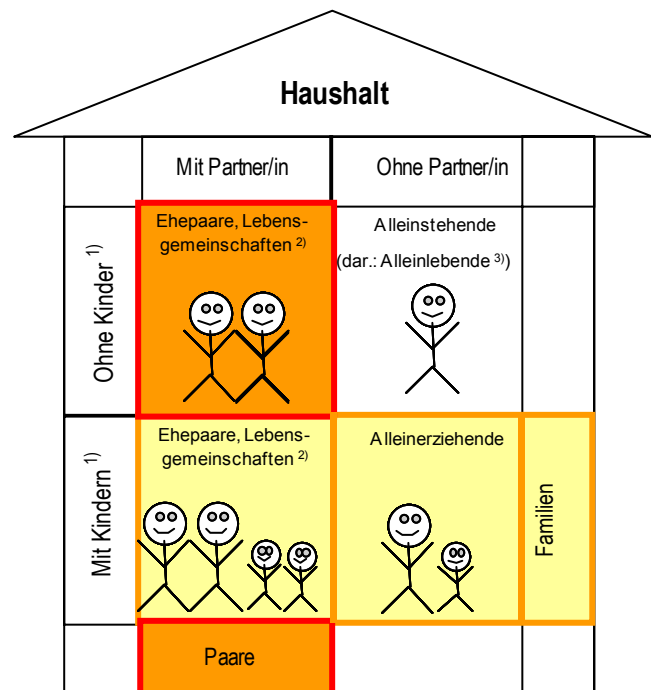 Haushalt
Mit Partner/in
Ohne Partner/in
Ohne Kinder 1)
Ehepaare, Lebens-
gemeinschaften 2)
Alleinstehende
(dar.: Alleinlebende 3))
Mit Kindern 1)
Ehepaare, Lebens-
gemeinschaften 2)
Alleinerziehende
Familien
Paare